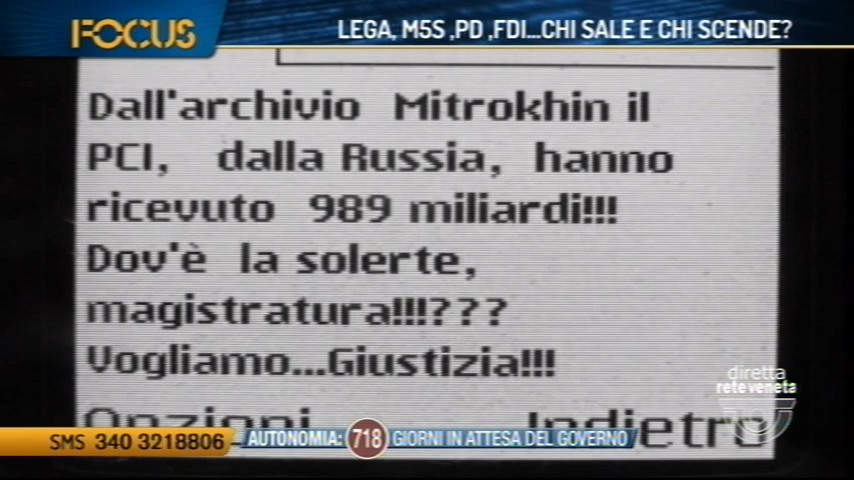 FOCUS
LEGA, M5S ,PD ,FDI...CHI SALE E CHI SCENDE?
Dall'archivio Mitrokhin il
PCI, dalla Russia, hanno
ricevuto 989 miliardi!!!
Dov'è la solerte,
magistratura!!!???
Vogliamo...Giustizia!!!
Opzioni Indietro
diretta
rete veneta
SMS 340 3218806
AUTONOMIA: 718 GIORNI IN ATTESA DEL GOVERNO